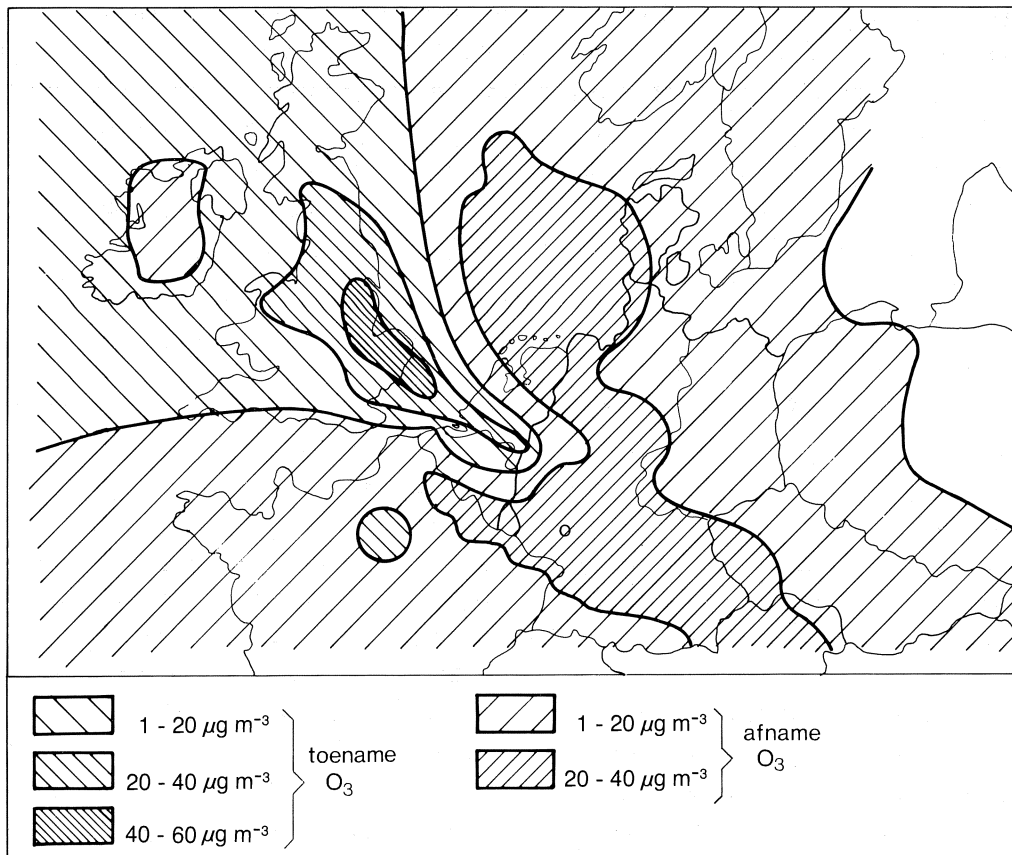 1 - 20 µg m⁻³
20 - 40 µg m⁻³
40 - 60 µg m⁻³
toename
O₃
1 - 20 µg m⁻³
20 - 40 µg m⁻³
afname
O₃